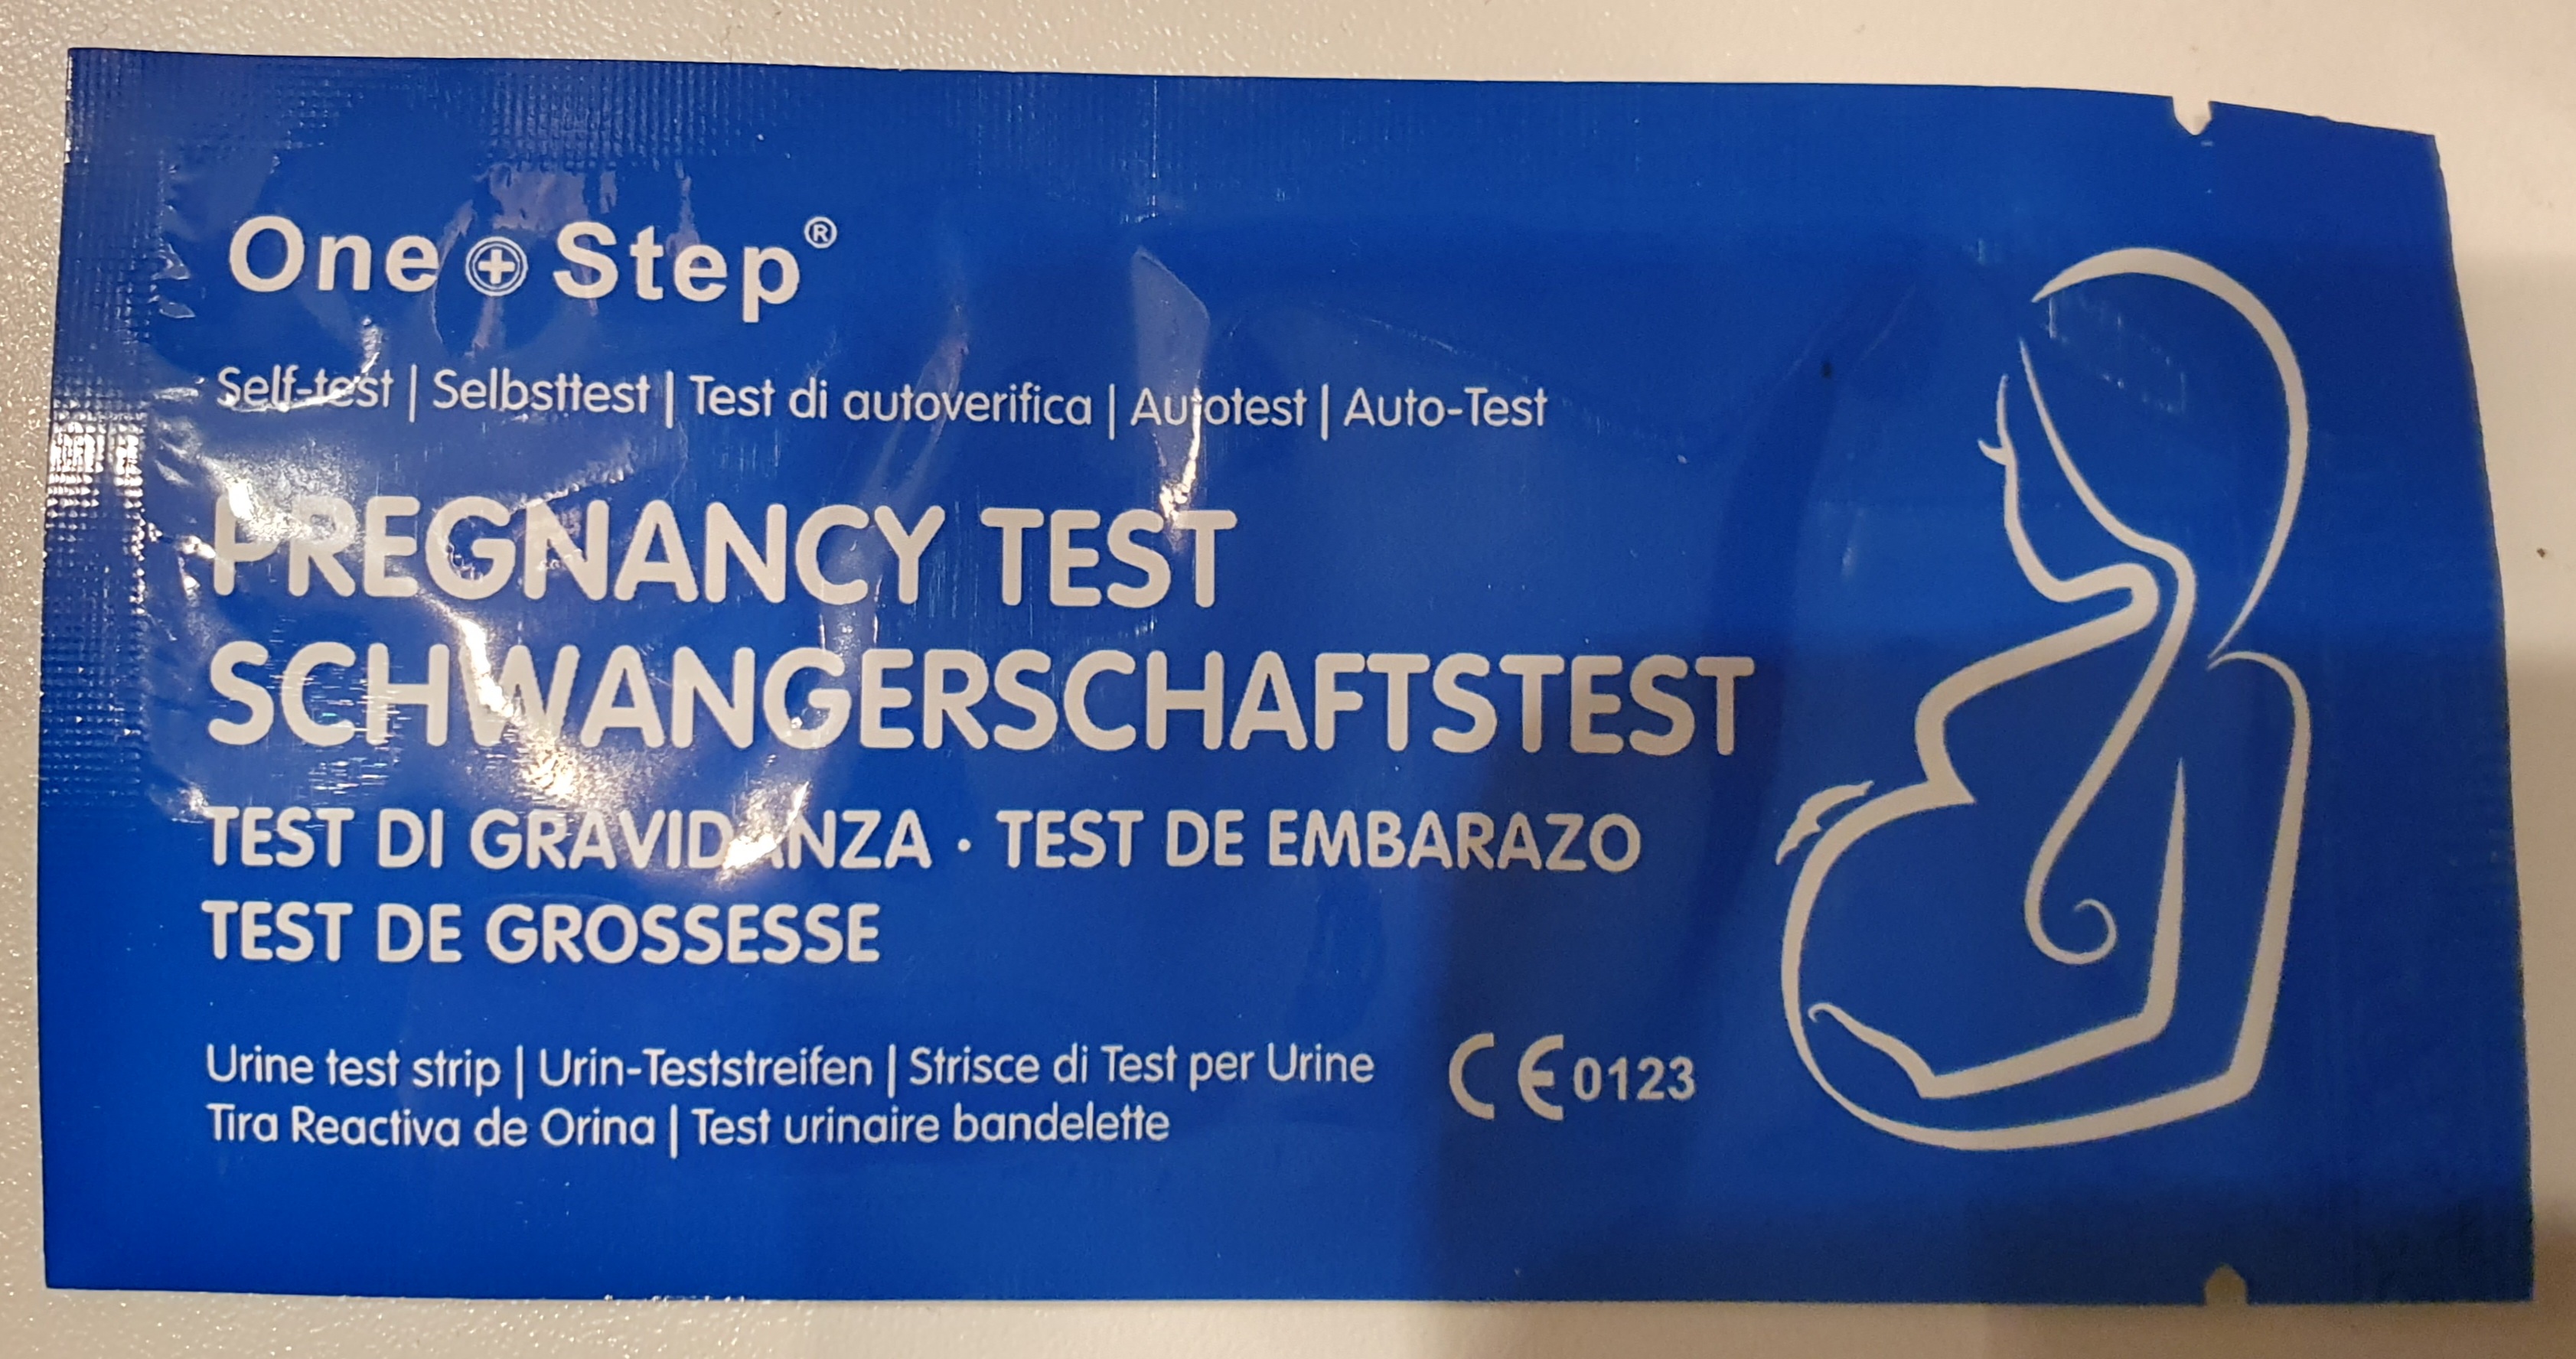 One + Step®
Self-test | Selbsttest | Test di autoverifica | Autotest | Auto-Test
PREGNANCY TEST
SCHWANGERSCHAFTSTEST
TEST DI GRAVIDANZA · TEST DE EMBARAZO
TEST DE GROSSESSE
Urine test strip | Urin-Teststreifen | Strisce di Test per Urine
Tira Reactiva de Orina | Test urinaire bandelette
CE 0123